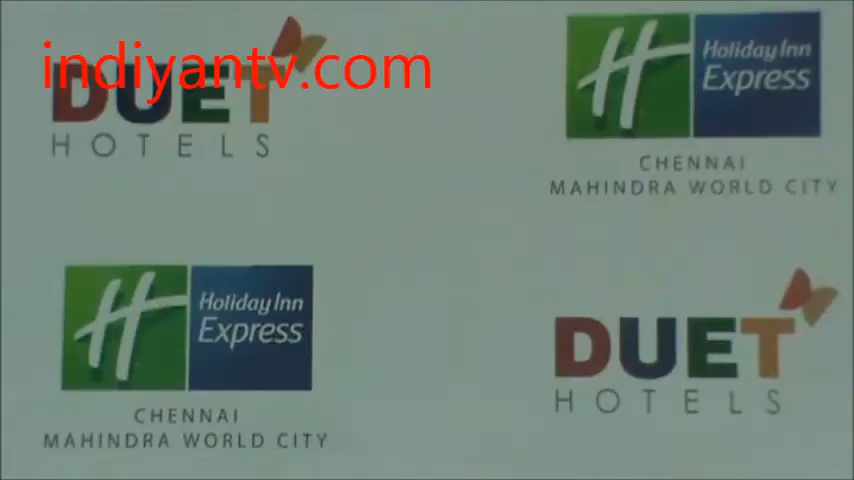 indiyantv.com
DUET
HOTELS
Holiday Inn
Express
CHENNAI
MAHINDRA WORLD CITY
Holiday Inn
Express
CHENNAI
MAHINDRA WORLD CITY
DUET
HOTELS